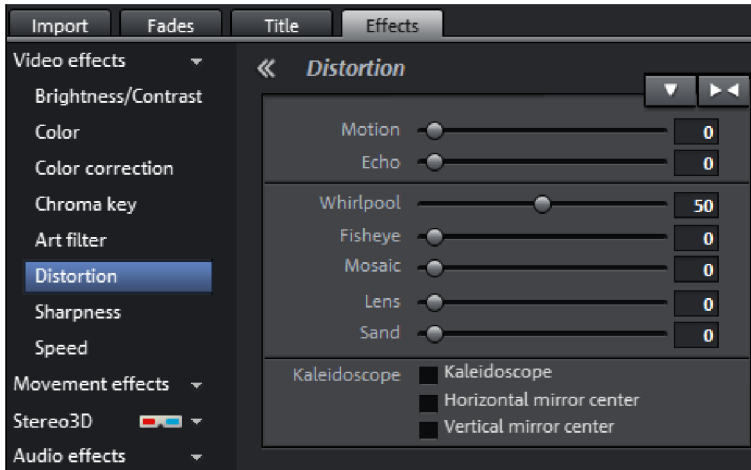 Import Fades Title Effects
Video effects
Brightness/Contrast
Color
Color correction
Chroma key
Art filter
Distortion
Sharpness
Speed
Movement effects
Stereo3D
Audio effects
Distortion
Motion 0
Echo 0
Whirlpool 50
Fisheye 0
Mosaic 0
Lens 0
Sand 0
Kaleidoscope Kaleidoscope
Horizontal mirror center
Vertical mirror center